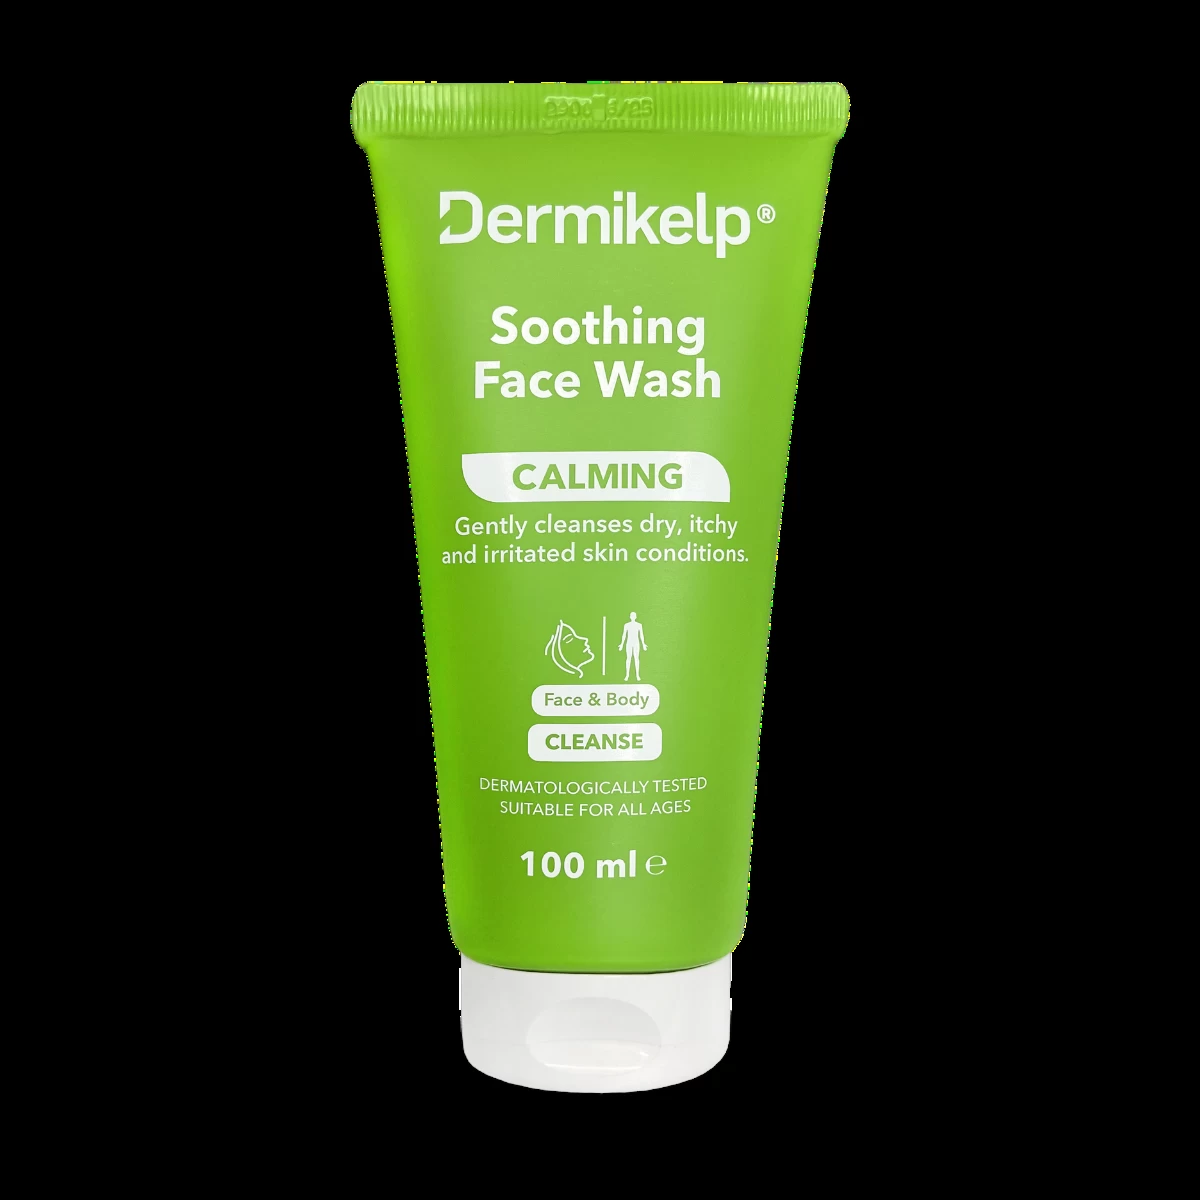 Dermikelp®
Soothing
Face Wash
CALMING
Gently cleanses dry, itchy
and irritated skin conditions.
Face & Body
CLEANSE
DERMATOLOGICALLY TESTED
SUITABLE FOR ALL AGES
100 ml ℮